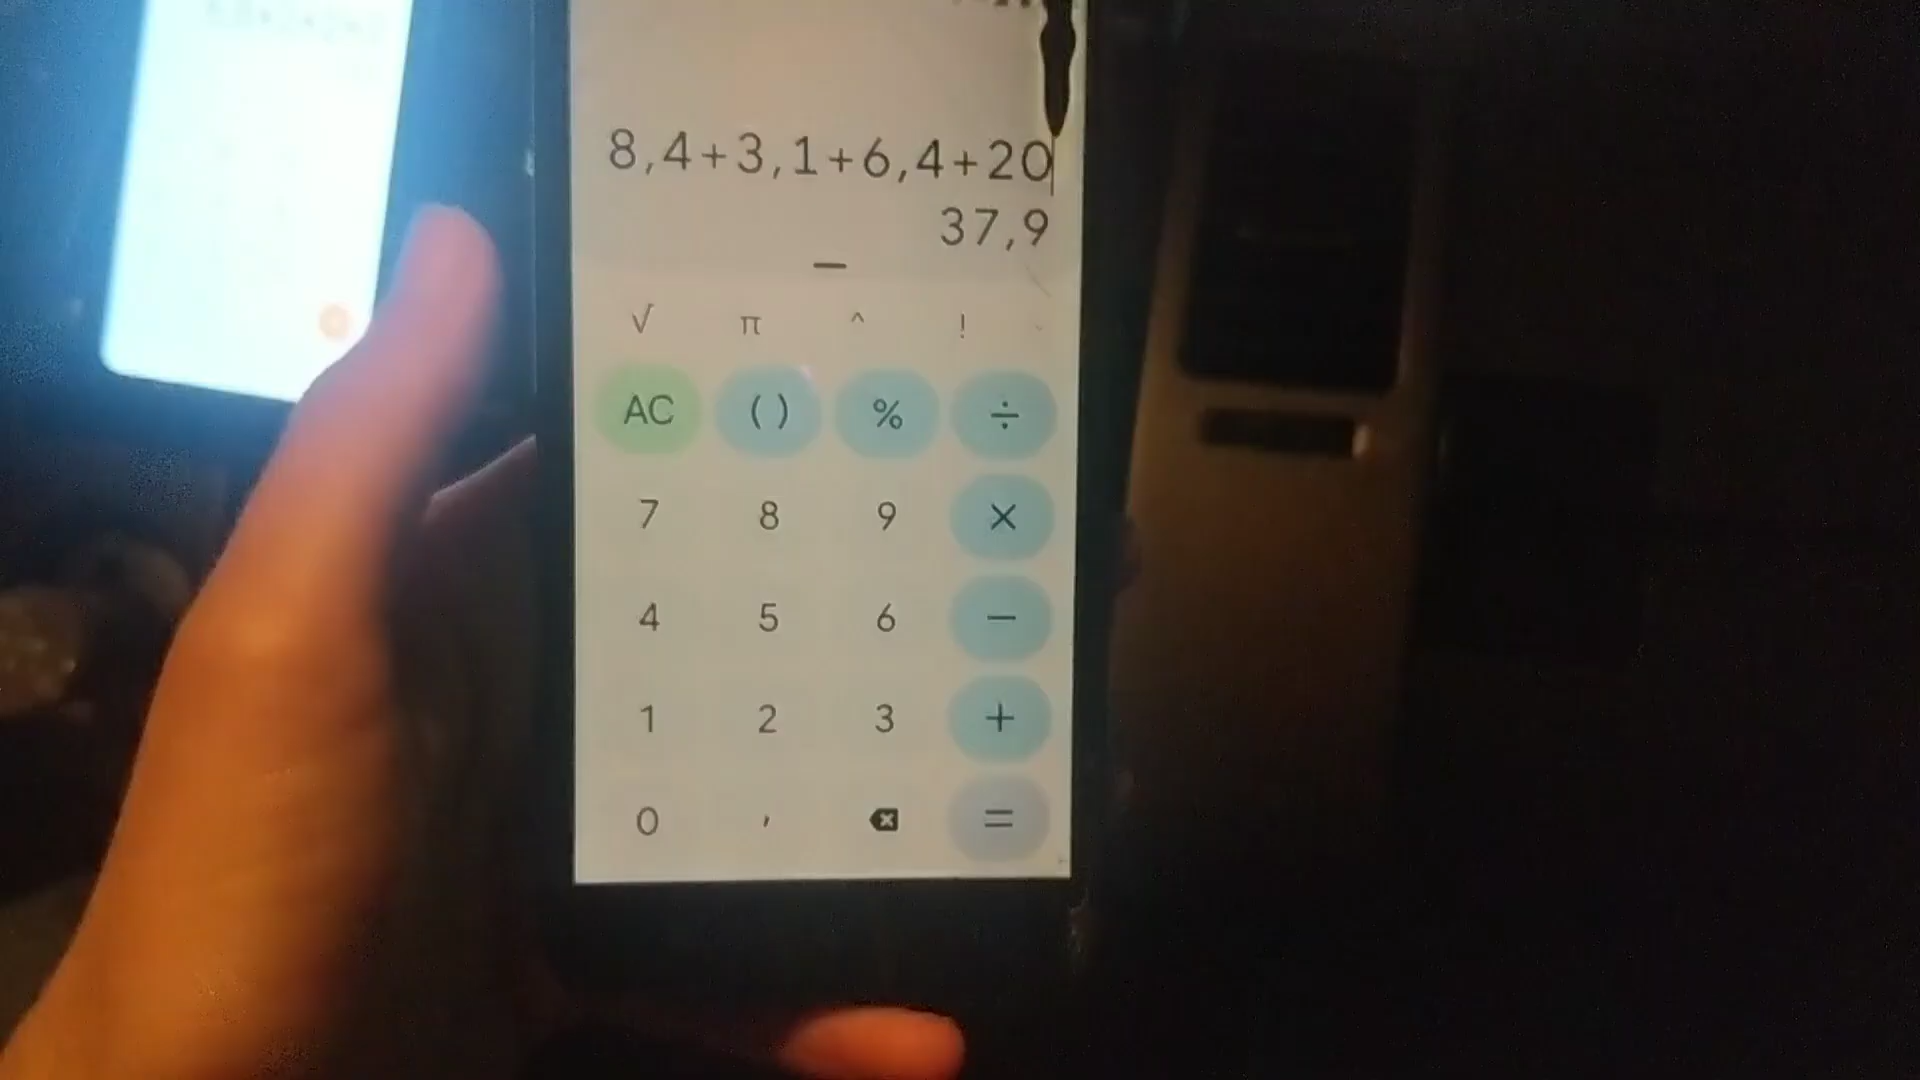 8,4+3,1+6,4+20
37,9
√ π ^ !
AC ( ) % ÷
7 8 9 ×
4 5 6 −
1 2 3 +
0 , =